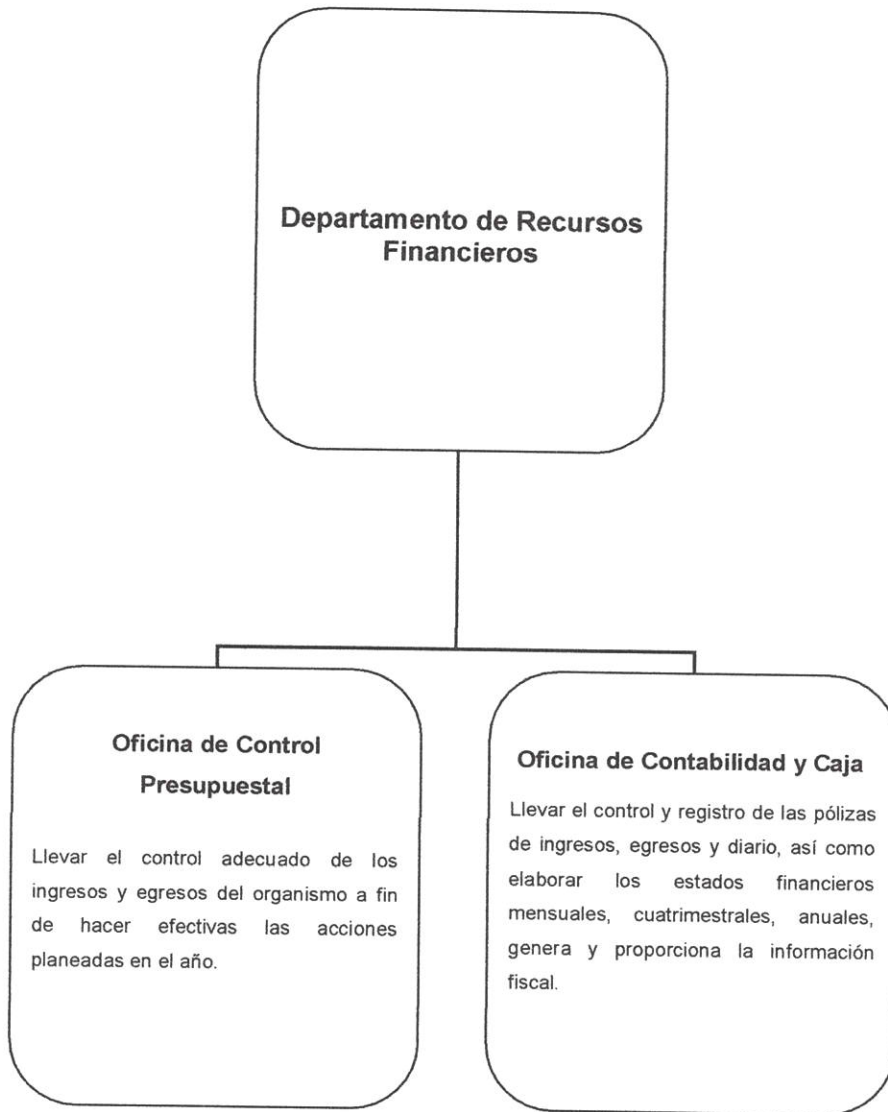 Departamento de Recursos
Financieros
Oficina de Control
Presupuestal
Llevar el control adecuado de los
ingresos y egresos del organismo a fin
de hacer efectivas las acciones
planeadas en el año.
Oficina de Contabilidad y Caja
Llevar el control y registro de las pólizas
de ingresos, egresos y diario, así como
elaborar los estados financieros
mensuales, cuatrimestrales, anuales,
genera y proporciona la información
fiscal.